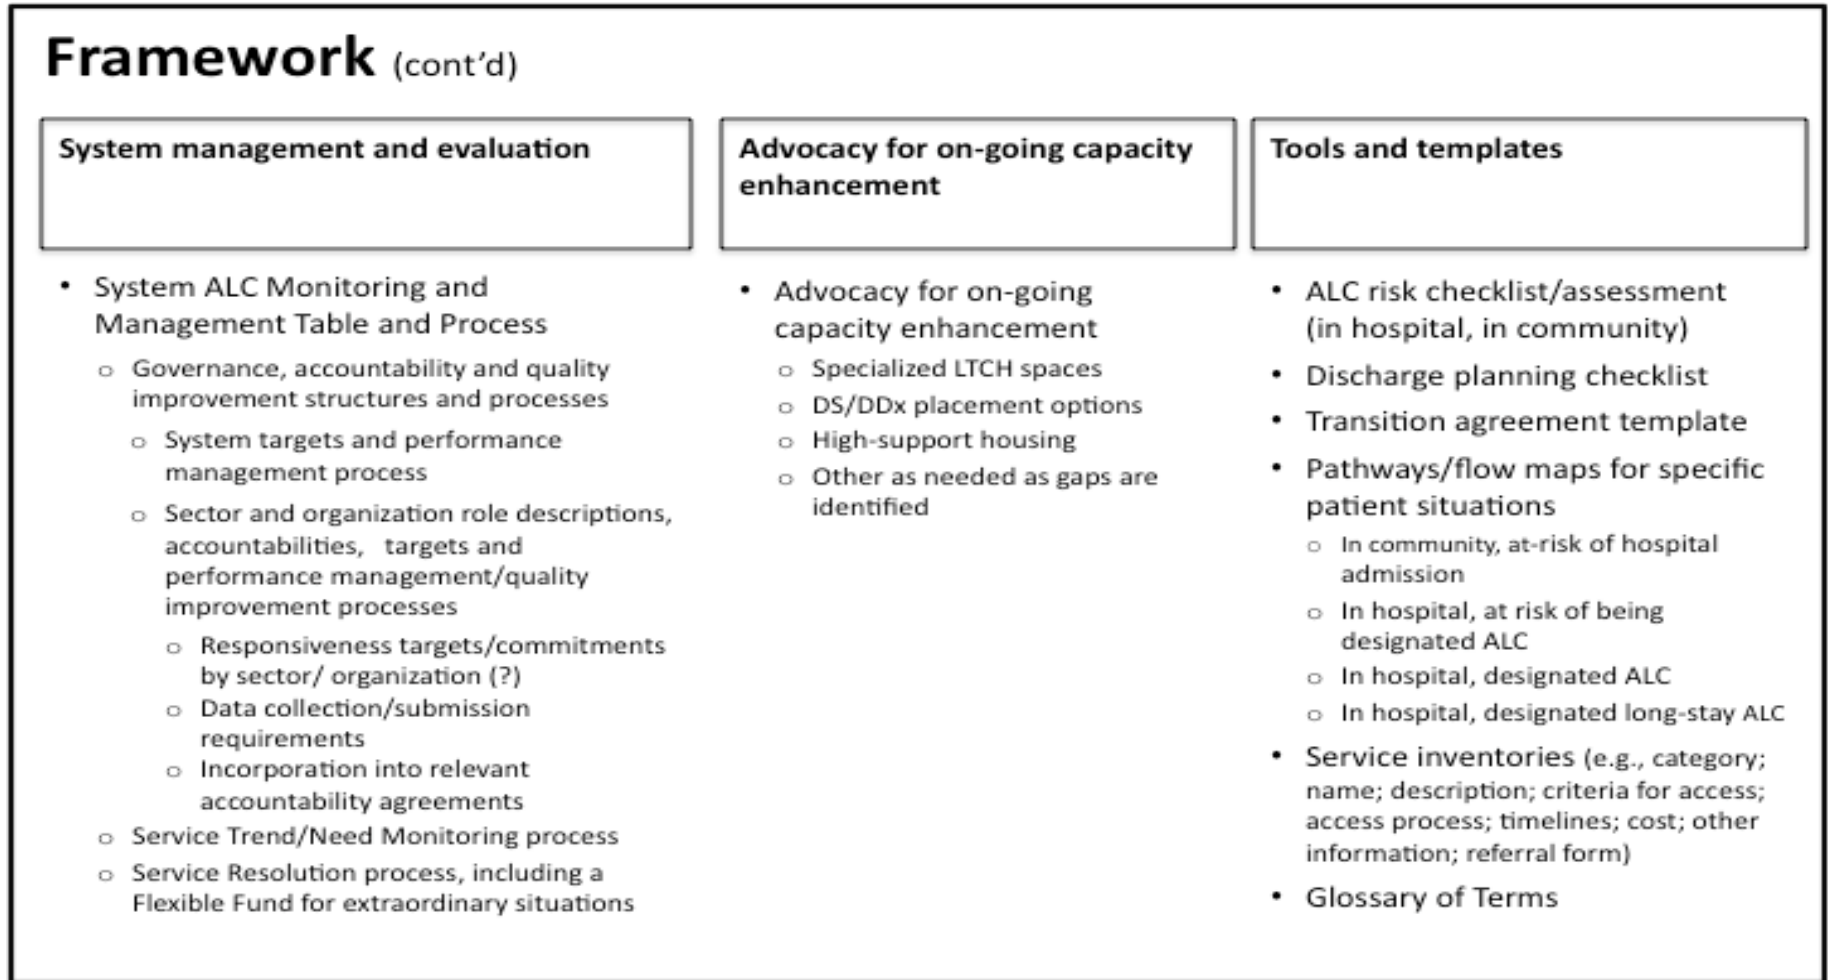 Framework (cont'd)
System management and evaluation
• System ALC Monitoring and
Management Table and Process
o Governance, accountability and quality
improvement structures and processes
o System targets and performance
management process
o Sector and organization role descriptions,
accountabilities, targets and
performance management/quality
improvement processes
o Responsiveness targets/commitments
by sector/ organization (?)
o Data collection/submission
requirements
o Incorporation into relevant
accountability agreements
o Service Trend/Need Monitoring process
o Service Resolution process, including a
Flexible Fund for extraordinary situations
Advocacy for on-going capacity
enhancement
• Advocacy for on-going
capacity enhancement
o Specialized LTCH spaces
o DS/DDx placement options
o High-support housing
o Other as needed as gaps are
identified
Tools and templates
• ALC risk checklist/assessment
(in hospital, in community)
• Discharge planning checklist
• Transition agreement template
• Pathways/flow maps for specific
patient situations
o In community, at-risk of hospital
admission
o In hospital, at risk of being
designated ALC
o In hospital, designated ALC
o In hospital, designated long-stay ALC
• Service inventories (e.g., category;
name; description; criteria for access;
access process; timelines; cost; other
information; referral form)
• Glossary of Terms